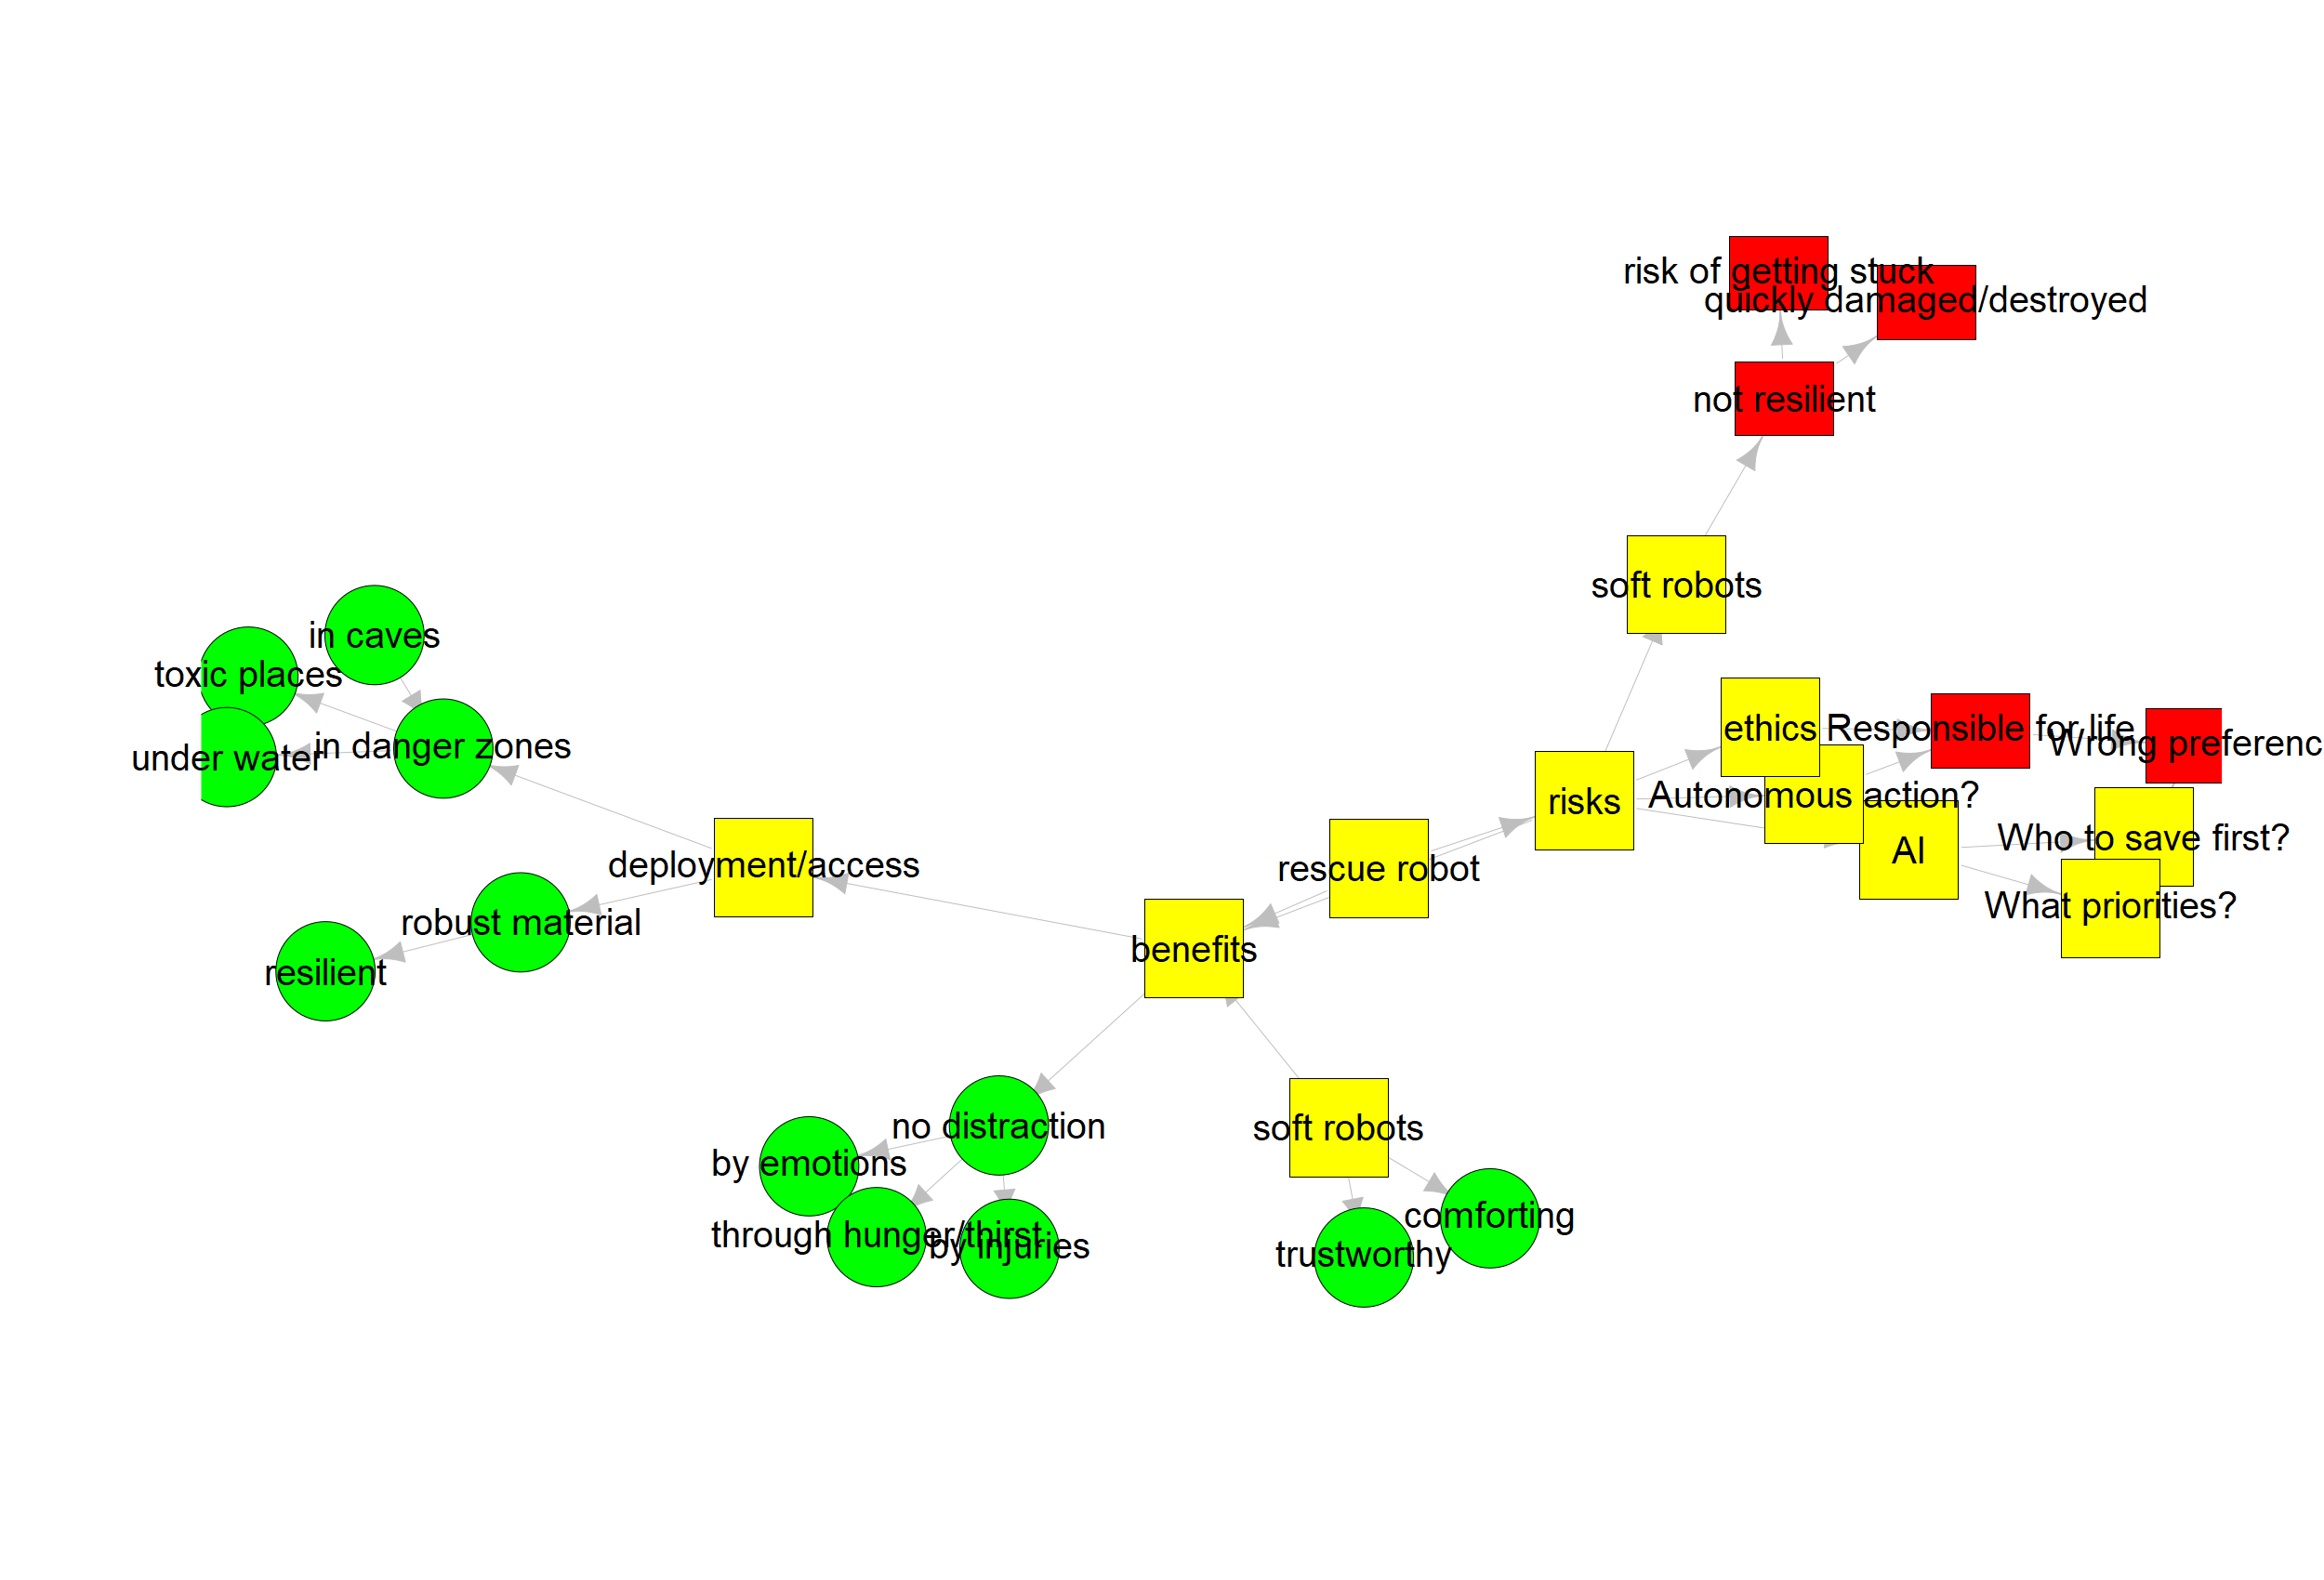 risk of getting stuck
quickly damaged/destroyed
not resilient
soft robots
in caves
toxic places
under water
in danger zones
ethics
Responsible for life
Wrong preferenc
risks
Autonomous action?
AI
Who to save first?
What priorities?
deployment/access
rescue robot
robust material
resilient
benefits
no distraction
soft robots
by emotions
through hunger/thirst
by injuries
comforting
trustworthy